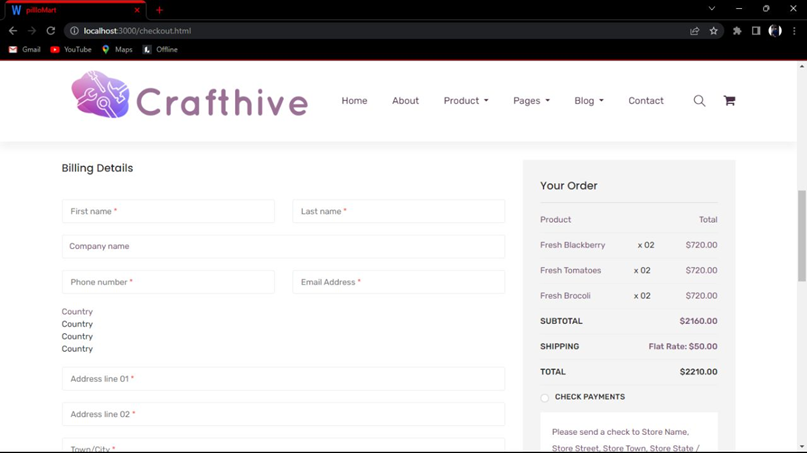 pilloMart
localhost:3000/checkout.html
Gmail YouTube Maps Offline
Crafthive
Home About Product Pages Blog Contact
Billing Details
First name * Last name *
Company name
Phone number * Email Address *
Country
Country
Country
Country
Address line 01 *
Address line 02 *
Town/City *
Your Order
Product Total
Fresh Blackberry x 02 $720.00
Fresh Tomatoes x 02 $720.00
Fresh Brocoli x 02 $720.00
SUBTOTAL $2160.00
SHIPPING Flat Rate: $50.00
TOTAL $2210.00
CHECK PAYMENTS
Please send a check to Store Name,
Store Street, Store Town, Store State /